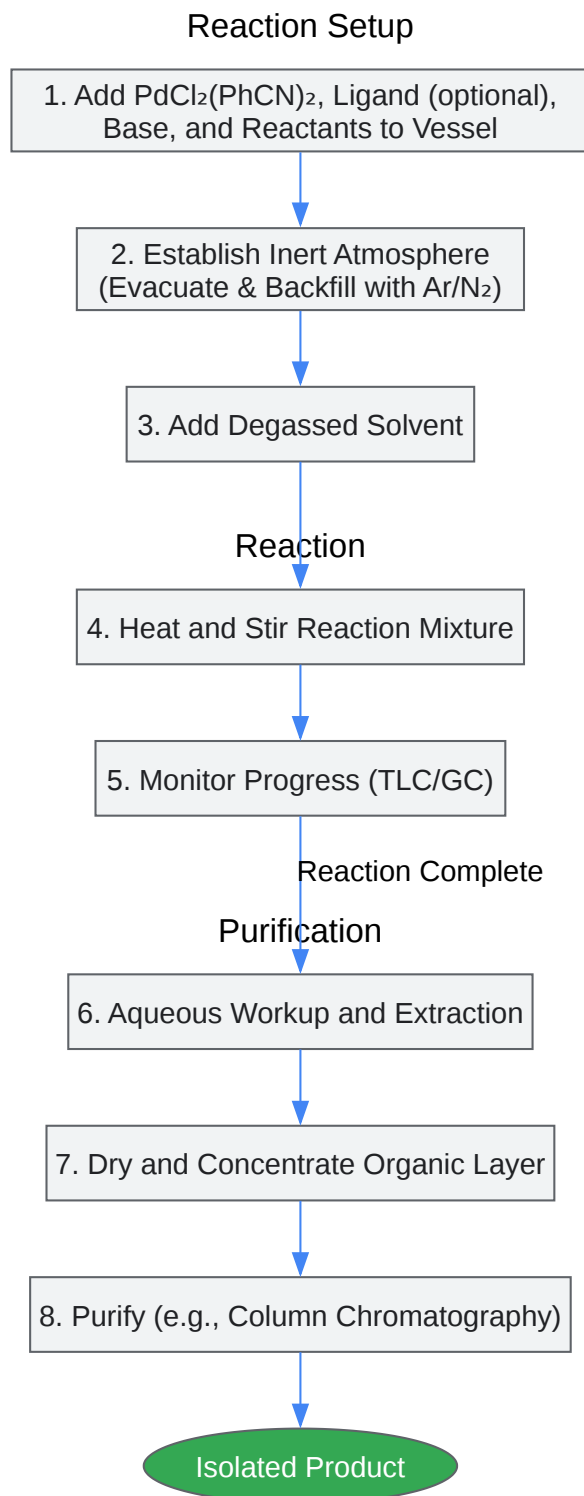 Reaction Setup
1. Add PdCl₂(PhCN)₂, Ligand (optional),
Base, and Reactants to Vessel
2. Establish Inert Atmosphere
(Evacuate & Backfill with Ar/N₂)
3. Add Degassed Solvent
Reaction
4. Heat and Stir Reaction Mixture
5. Monitor Progress (TLC/GC)
Reaction Complete
Purification
6. Aqueous Workup and Extraction
7. Dry and Concentrate Organic Layer
8. Purify (e.g., Column Chromatography)
Isolated Product